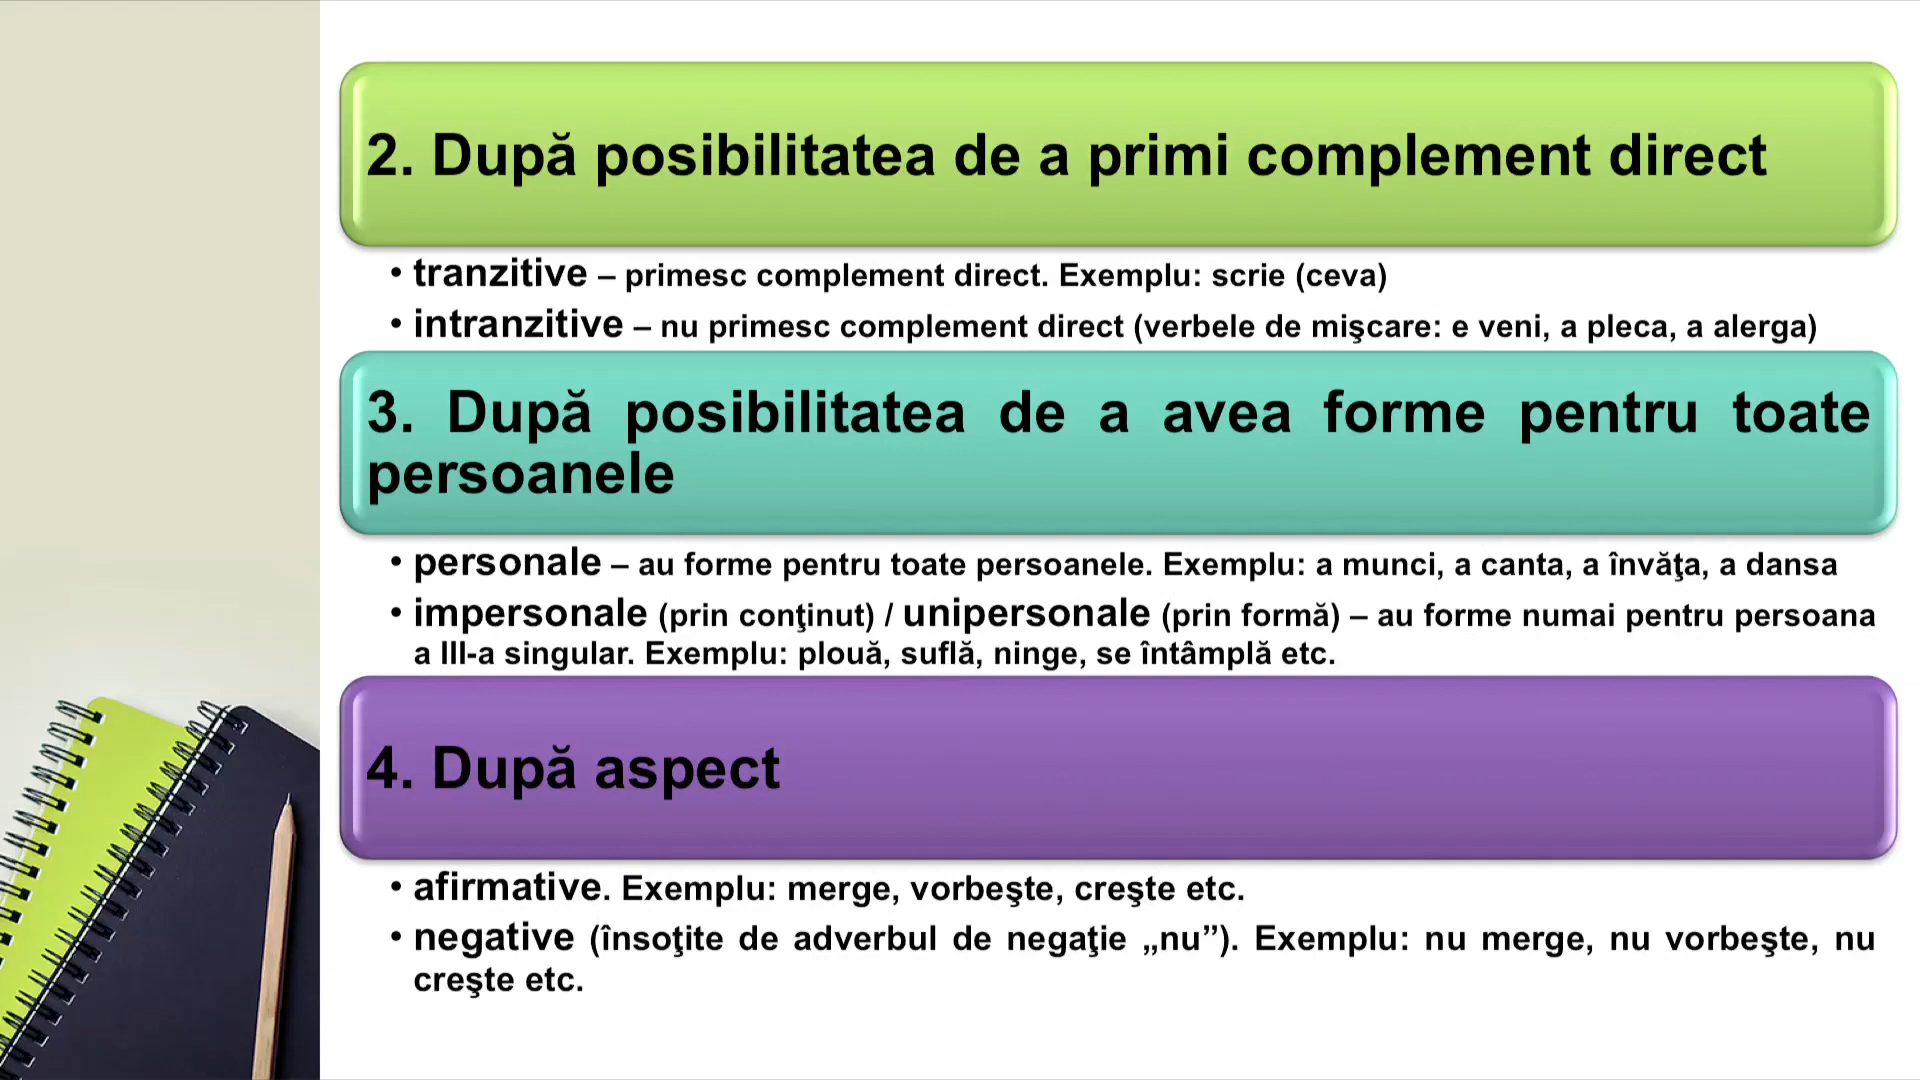 2. După posibilitatea de a primi complement direct
• tranzitive – primesc complement direct. Exemplu: scrie (ceva)
• intranzitive – nu primesc complement direct (verbele de mişcare: e veni, a pleca, a alerga)
3. După posibilitatea de a avea forme pentru toate
persoanele
• personale – au forme pentru toate persoanele. Exemplu: a munci, a canta, a învăţa, a dansa
• impersonale (prin conţinut) / unipersonale (prin formă) – au forme numai pentru persoana
a III-a singular. Exemplu: plouă, suflă, ninge, se întâmplă etc.
4. După aspect
• afirmative. Exemplu: merge, vorbeşte, creşte etc.
• negative (însoţite de adverbul de negaţie „nu”). Exemplu: nu merge, nu vorbeşte, nu
creşte etc.